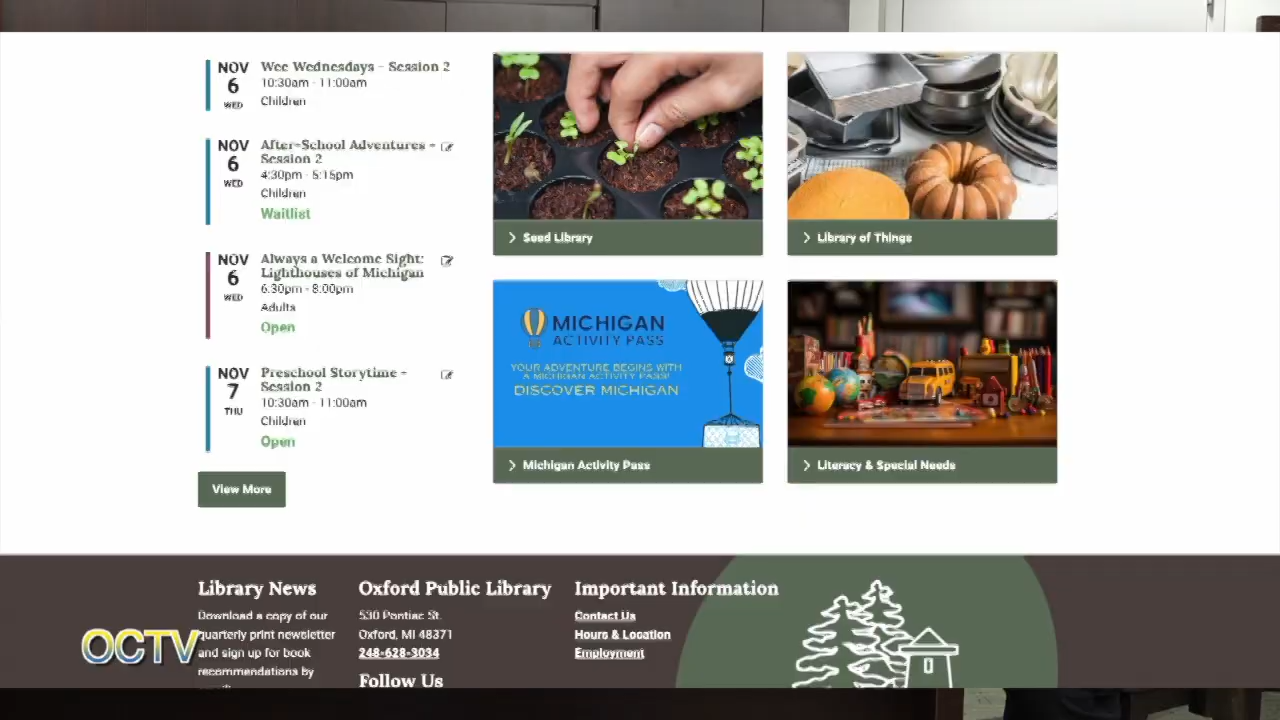 NOV
6
WED
Wee Wednesdays - Session 2
10:30am - 11:00am
Children
NOV
6
WED
After-School Adventures -
Session 2
4:30pm - 5:15pm
Children
Waitlist
NOV
6
WED
Always a Welcome Sight:
Lighthouses of Michigan
6:30pm - 8:00pm
Adults
Open
NOV
7
THU
Preschool Storytime -
Session 2
10:30am - 11:00am
Children
Open
View More
Seed Library
Library of Things
MICHIGAN
ACTIVITY PASS
YOUR ADVENTURE BEGINS WITH
A MICHIGAN ACTIVITY PASS!
DISCOVER MICHIGAN
Michigan Activity Pass
Literacy & Special Needs
Library News
Download a copy of our
quarterly print newsletter
and sign up for book
recommendations by
Oxford Public Library
530 Pontiac St.
Oxford, MI 48371
248-628-3034
Follow Us
Important Information
Contact Us
Hours & Location
Employment
OCTV